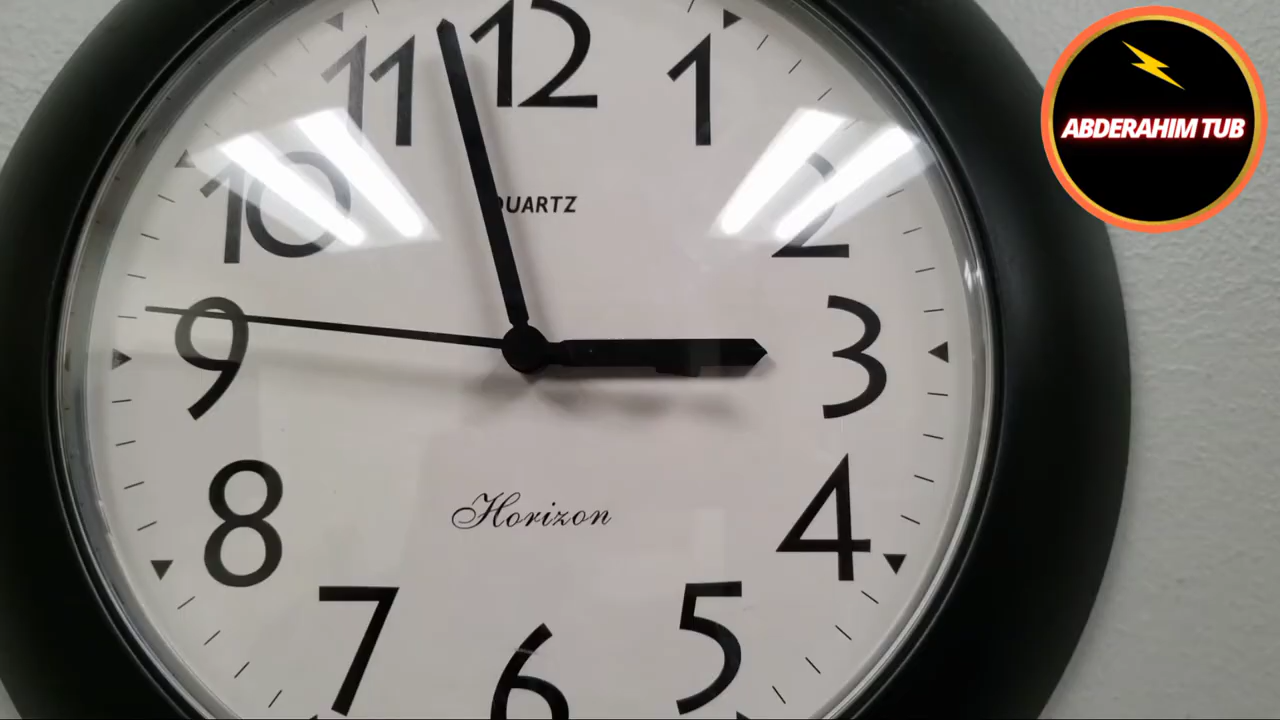 11 12 1
ABDERAHIM TUB
10 QUARTZ 2
9 3
Horizon
8 4
7 6 5